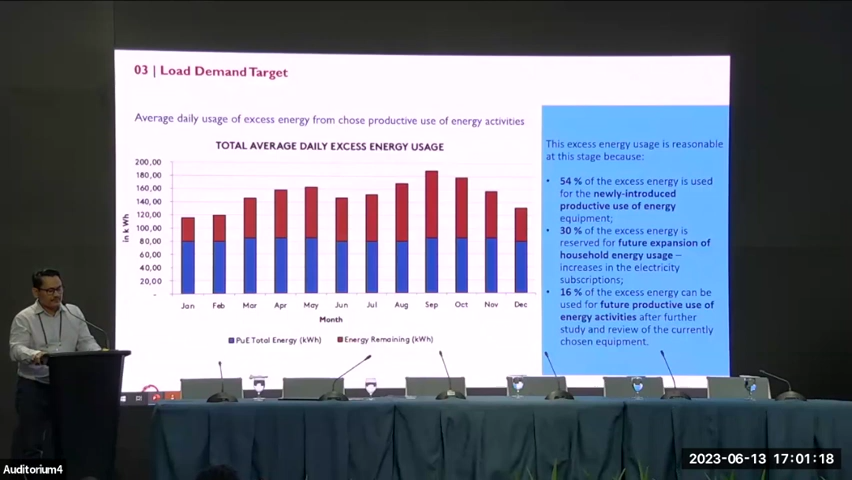 03 | Load Demand Target
Average daily usage of excess energy from chose productive use of energy activities
TOTAL AVERAGE DAILY EXCESS ENERGY USAGE
in k Wh
200,00
180,00
160,00
140,00
120,00
100,00
80,00
60,00
40,00
20,00
-
Jan Feb Mar Apr May Jun Jul Aug Sep Oct Nov Dec
Month
PuE Total Energy (kWh) Energy Remaining (kWh)
This excess energy usage is reasonable
at this stage because:
• 54 % of the excess energy is used
for the newly-introduced
productive use of energy
equipment;
• 30 % of the excess energy is
reserved for future expansion of
household energy usage –
increases in the electricity
subscriptions;
• 16 % of the excess energy can be
used for future productive use of
energy activities after further
study and review of the currently
chosen equipment.
Auditorium4
2023-06-13 17:01:18